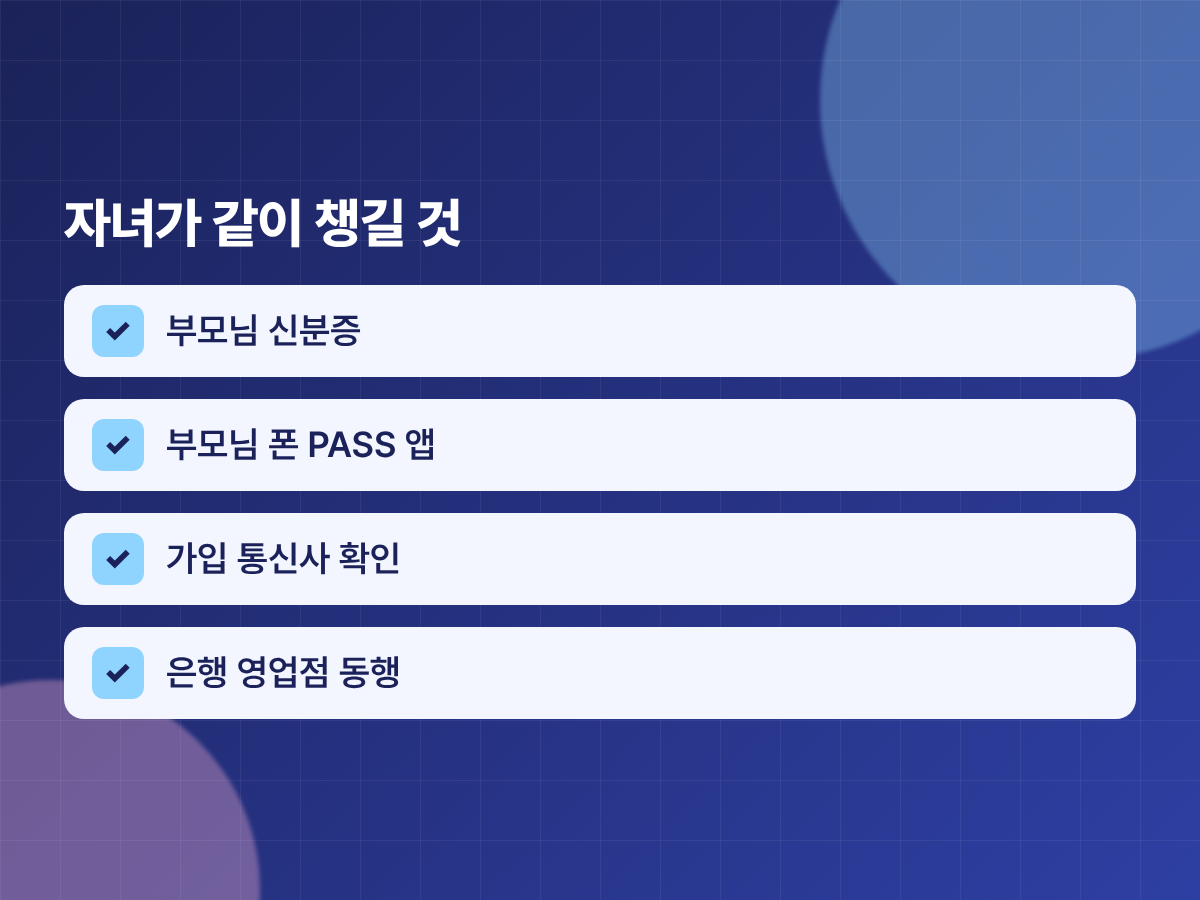 자녀가 같이 챙길 것
부모님 신분증
부모님 폰 PASS 앱
가입 통신사 확인
은행 영업점 동행